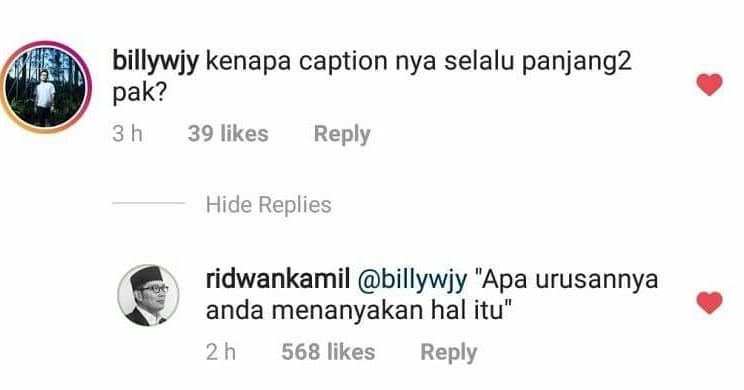 billywjy kenapa caption nya selalu panjang2
pak?
3 h 39 likes Reply
Hide Replies
ridwankamil @billywjy "Apa urusannya
anda menanyakan hal itu"
2 h 568 likes Reply